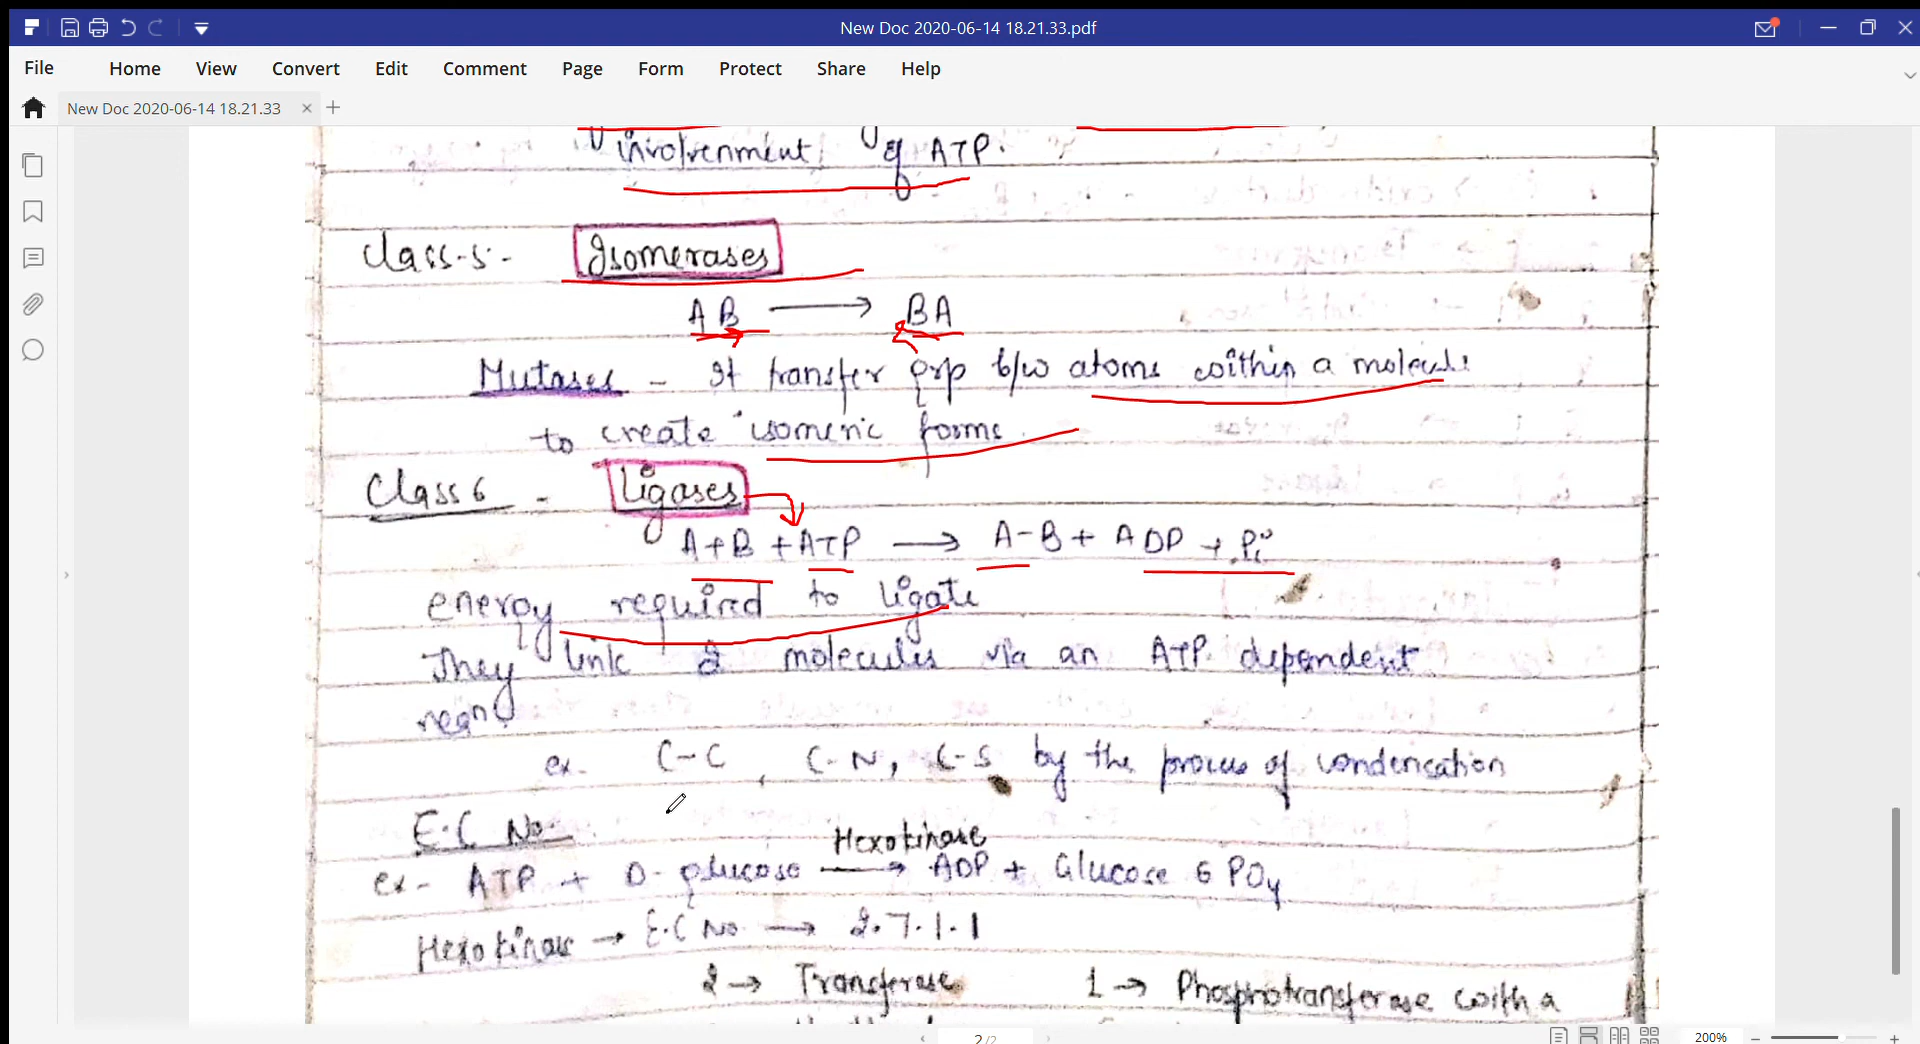 New Doc 2020-06-14 18.21.33.pdf
File Home View Convert Edit Comment Page Form Protect Share Help
New Doc 2020-06-14 18.21.33 × +
involvenment of ATP.
Class-5- Isomerases
AB → BA
Mutases - It transfer grp b/w atoms within a molecule
to create isomeric forms
Class 6 - Ligases
A+B +ATP → A-B + ADP + Pi
energy required to ligate
They link 2 molecules via an ATP dependent
rean
ex. C-C, C-N, C-S by the process of condensation
E.C No.
Hexokinase
ex- ATP + D-glucose → ADP + Glucose 6 PO4
Hexokinase → E.C No. → 2.7.1.1
2 → Transferase 1 → Phosphotransferase with a
2/2
200%